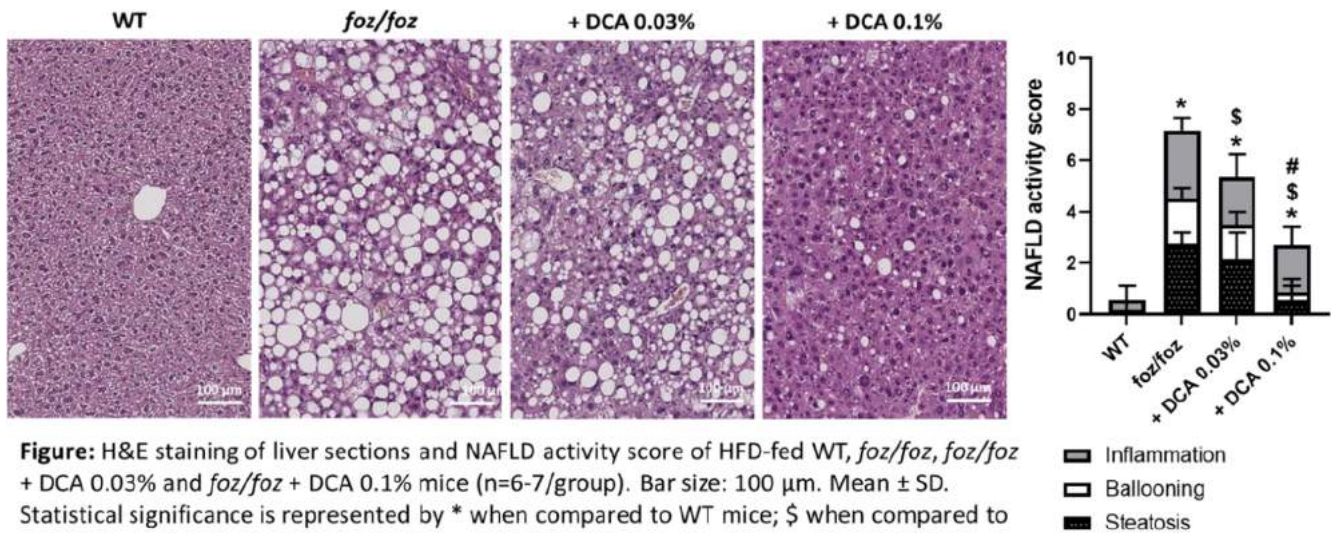 WT
foz/foz
+ DCA 0.03%
+ DCA 0.1%
100 µm
100 µm
100 µm
100 µm
NAFLD activity score
10
8
6
4
2
0
*
$
*
#
$
*
WT
foz/foz
+ DCA 0.03%
+ DCA 0.1%
Inflammation
Ballooning
Steatosis
Figure: H&E staining of liver sections and NAFLD activity score of HFD-fed WT, foz/foz, foz/foz
+ DCA 0.03% and foz/foz + DCA 0.1% mice (n=6-7/group). Bar size: 100 µm. Mean ± SD.
Statistical significance is represented by * when compared to WT mice; $ when compared to